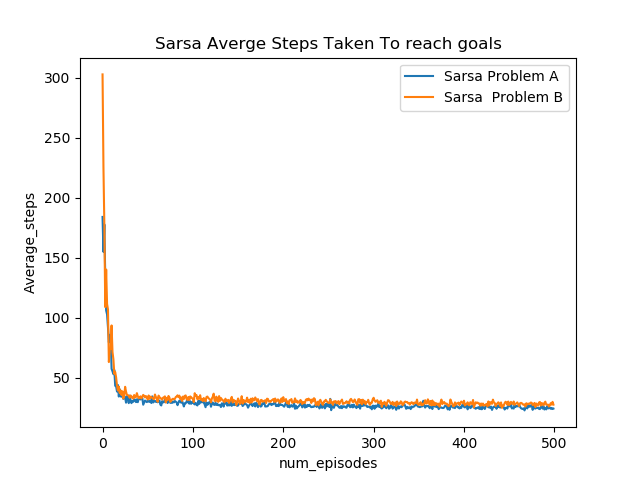 Sarsa Averge Steps Taken To reach goals
Sarsa Problem A
Sarsa  Problem B
300
250
200
150
100
50
Average_steps
0 100 200 300 400 500
num_episodes